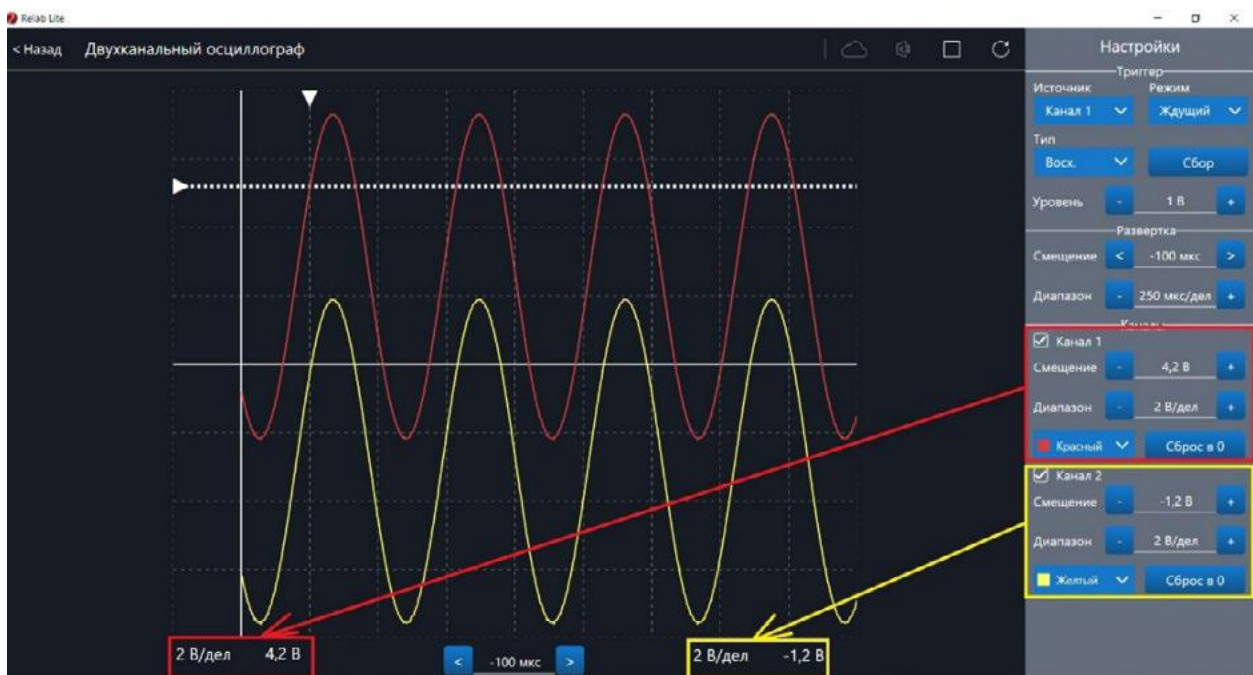 Relab Lite
< Назад Двухканальный осциллограф
Настройки
Триггер
Источник Режим
Канал 1 Ждущий
Тип
Восх. Сбор
Уровень - 1 В +
Развертка
Смещение < -100 мкс >
Диапазон - 250 мкс/дел +
Каналы
Канал 1
Смещение - 4,2 В +
Диапазон - 2 В/дел +
Красный Сброс в 0
Канал 2
Смещение - -1,2 В +
Диапазон - 2 В/дел +
Желтый Сброс в 0
2 В/дел 4,2 В < -100 мкс > 2 В/дел -1,2 В